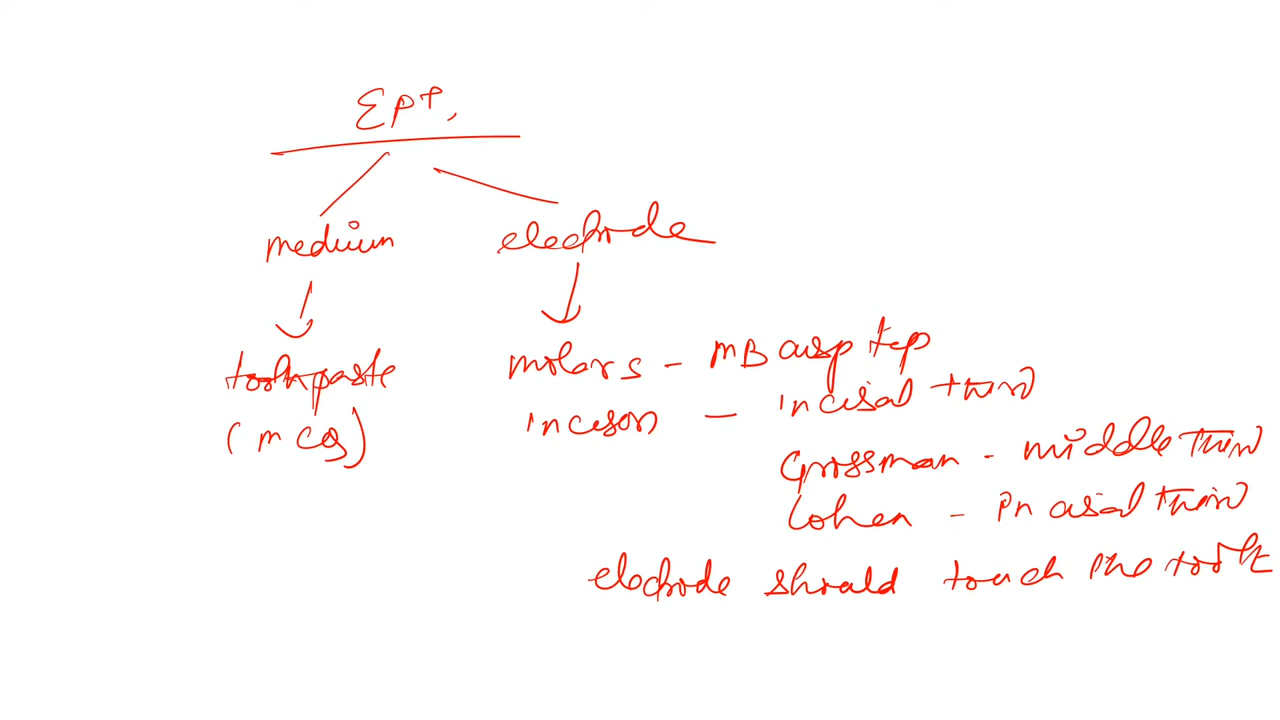 EPT,
medium electrode
toothpaste
(MCQ)
molars - MB cusp tip
incisors - incisal third
Grossman - middle third
Cohen - incisal third
electrode should touch the tooth